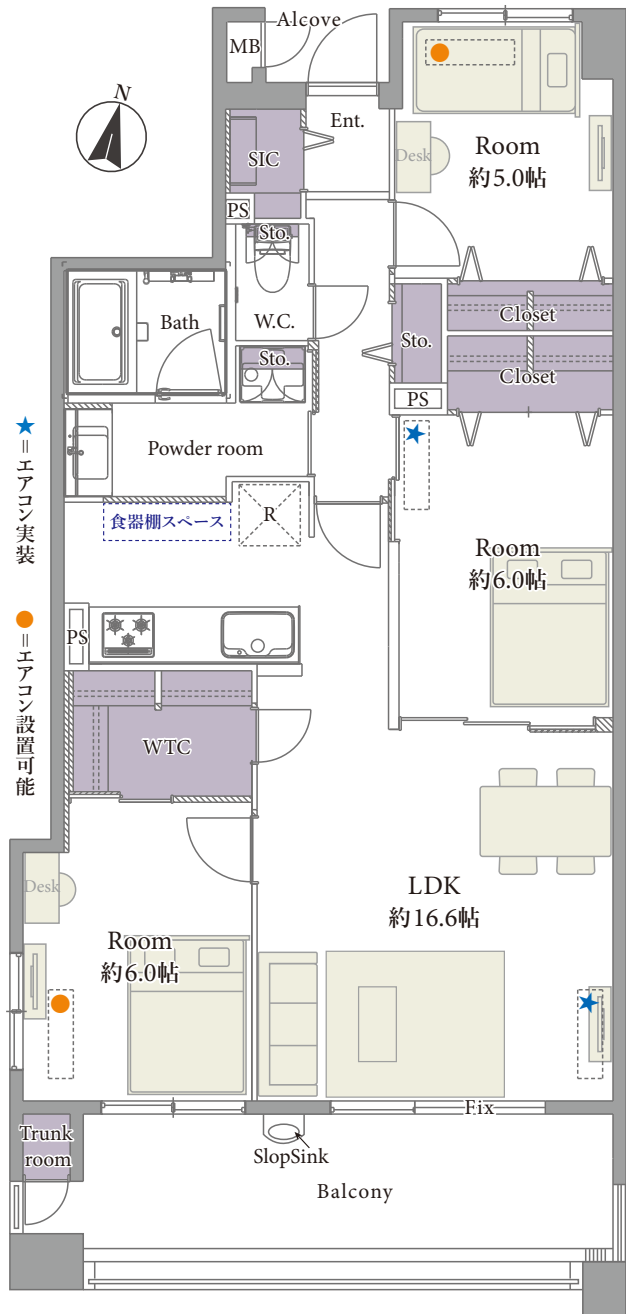 Alcove
MB
N
Ent.
SIC
Room
約5.0帖
Desk
PS
Sto.
W.C.
Bath
Closet
Sto.
Closet
Sto.
PS
Powder room
★=エアコン実装
●=エアコン設置可能
食器棚スペース
R
Room
約6.0帖
PS
WTC
Desk
LDK
約16.6帖
Room
約6.0帖
Fix
Trunk
room
SlopSink
Balcony